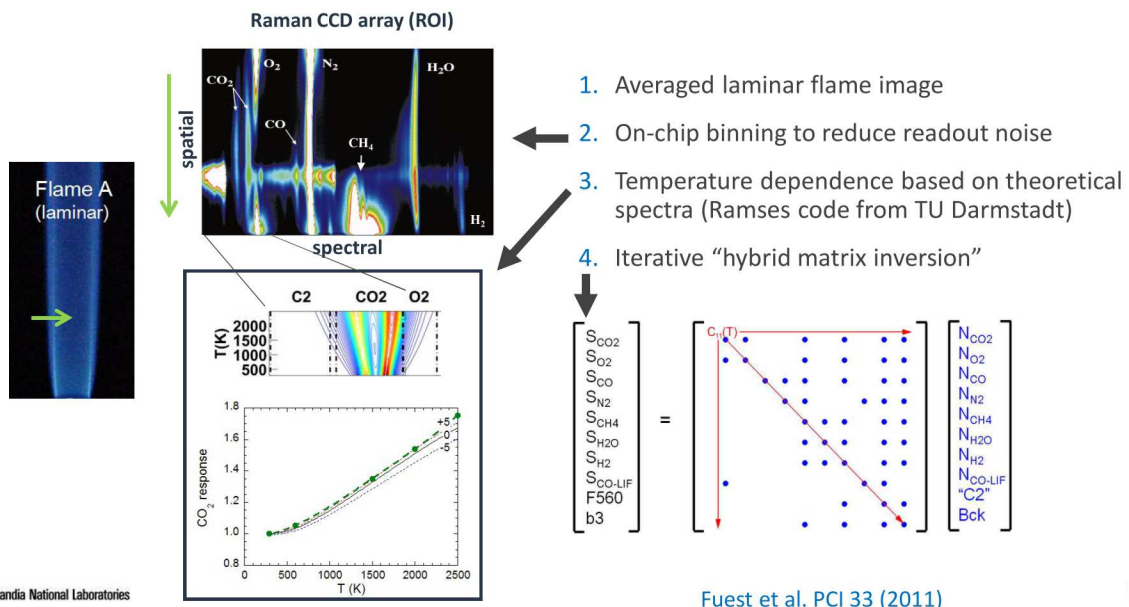 Raman CCD array (ROI)
CO2
O2
N2
H2O
CO
CH4
H2
spatial
spectral
Flame A
(laminar)
1. Averaged laminar flame image
2. On-chip binning to reduce readout noise
3. Temperature dependence based on theoretical
spectra (Ramses code from TU Darmstadt)
4. Iterative “hybrid matrix inversion”
C2 CO2 O2
T(K)
2000
1500
1000
500
1.8
1.6
1.4
1.2
1.0
0.8
+5
0
-5
CO2 response
0 500 1000 1500 2000 2500
T (K)
SCO2
SO2
SCO
SN2
SCH4
SH2O
SH2
SCO-LIF
F560
b3
=
C11(T)
NCO2
NO2
NCO
NN2
NCH4
NH2O
NH2
NCO-LIF
“C2”
Bck
andia National Laboratories
Fuest et al. PCI 33 (2011)